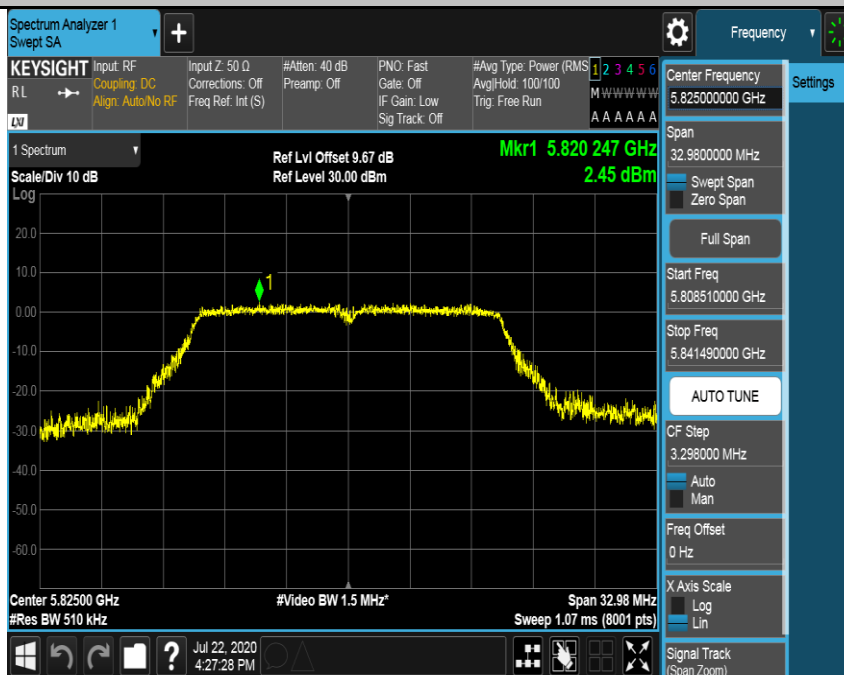 Spectrum Analyzer 1
Swept SA
+
Frequency
KEYSIGHT
R L
LXI
Input: RF
Coupling: DC
Align: Auto/No RF
Input Z: 50 Ω
Corrections: Off
Freq Ref: Int (S)
#Atten: 40 dB
Preamp: Off
PNO: Fast
Gate: Off
IF Gain: Low
Sig Track: Off
#Avg Type: Power (RMS
Avg|Hold: 100/100
Trig: Free Run
1 2 3 4 5 6
M W W W W W
A A A A A A
1 Spectrum
Scale/Div 10 dB
Log
Ref Lvl Offset 9.67 dB
Ref Level 30.00 dBm
Mkr1 5.820 247 GHz
2.45 dBm
20.0
10.0
0.00
-10.0
-20.0
-30.0
-40.0
-50.0
-60.0
1
Center 5.82500 GHz
#Res BW 510 kHz
#Video BW 1.5 MHz*
Span 32.98 MHz
Sweep 1.07 ms (8001 pts)
?
Jul 22, 2020
4:27:28 PM
Center Frequency
5.825000000 GHz
Span
32.9800000 MHz
Swept Span
Zero Span
Full Span
Start Freq
5.808510000 GHz
Stop Freq
5.841490000 GHz
AUTO TUNE
CF Step
3.298000 MHz
Auto
Man
Freq Offset
0 Hz
X Axis Scale
Log
Lin
Signal Track
(Span Zoom)
Settings